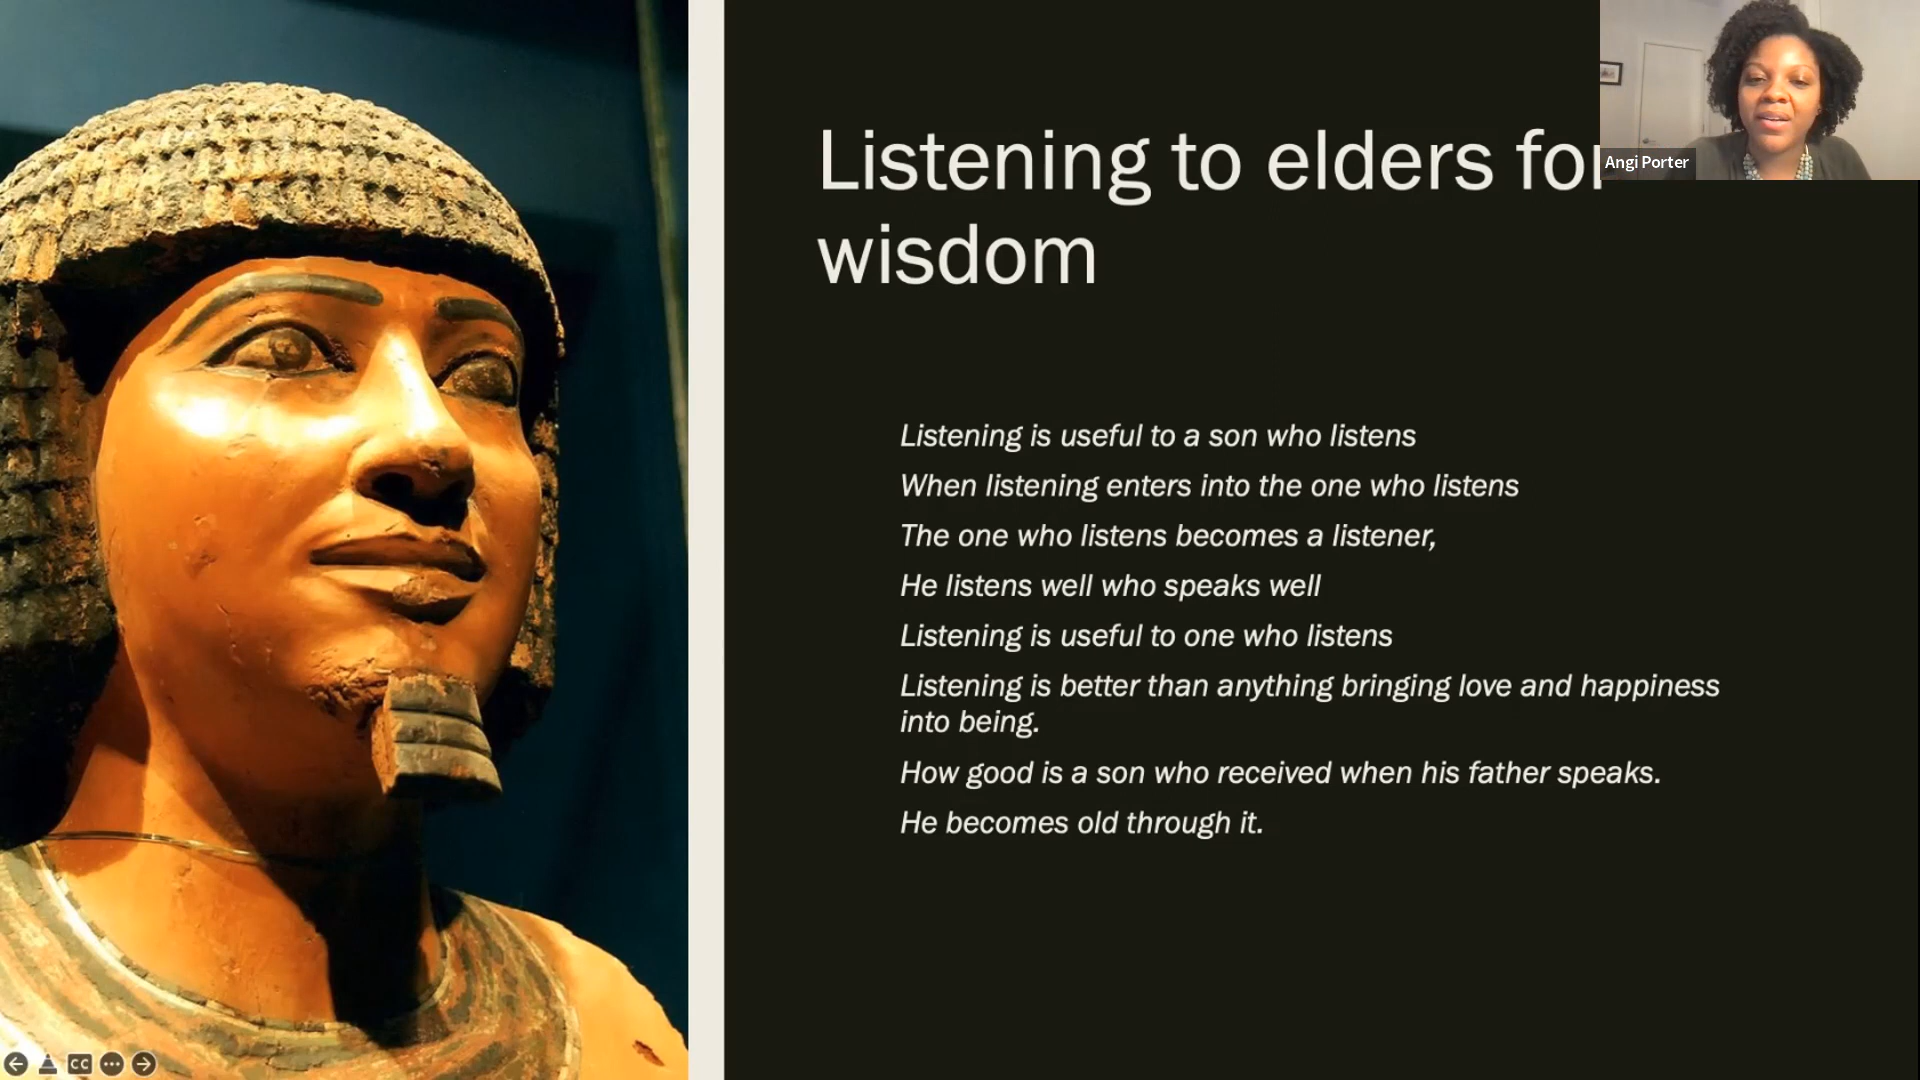 Listening to elders for
wisdom
Angi Porter
Listening is useful to a son who listens
When listening enters into the one who listens
The one who listens becomes a listener,
He listens well who speaks well
Listening is useful to one who listens
Listening is better than anything bringing love and happiness
into being.
How good is a son who received when his father speaks.
He becomes old through it.
CC